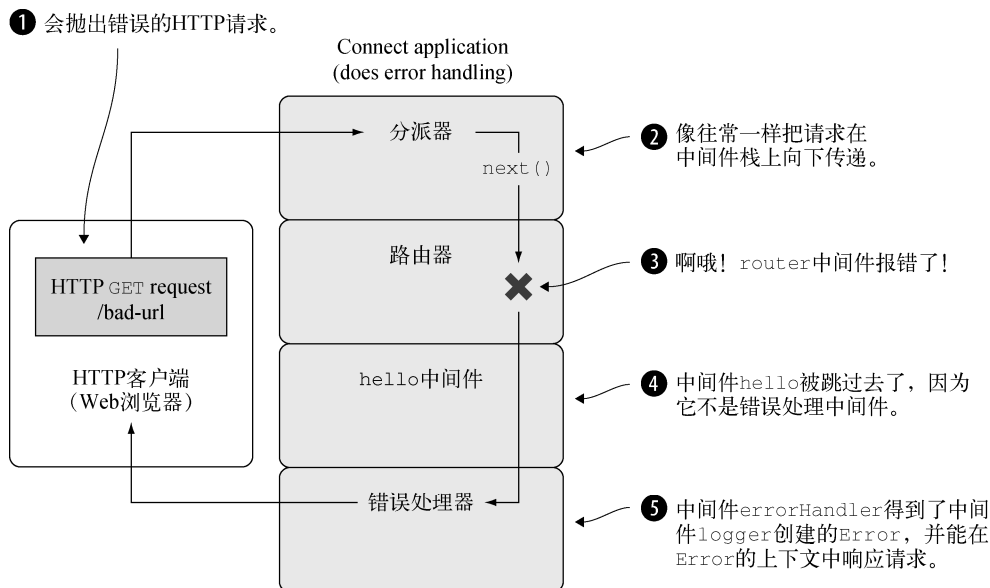 ❶ 会抛出错误的HTTP请求。
Connect application
(does error handling)
分派器
next()
❷ 像往常一样把请求在
中间件栈上向下传递。
路由器
❸ 啊哦！router中间件报错了！
HTTP GET request
/bad-url
HTTP客户端
（Web浏览器）
hello中间件
❹ 中间件hello被跳过去了，因为
它不是错误处理中间件。
错误处理器
❺ 中间件errorHandler得到了中间
件logger创建的Error，并能在
Error的上下文中响应请求。